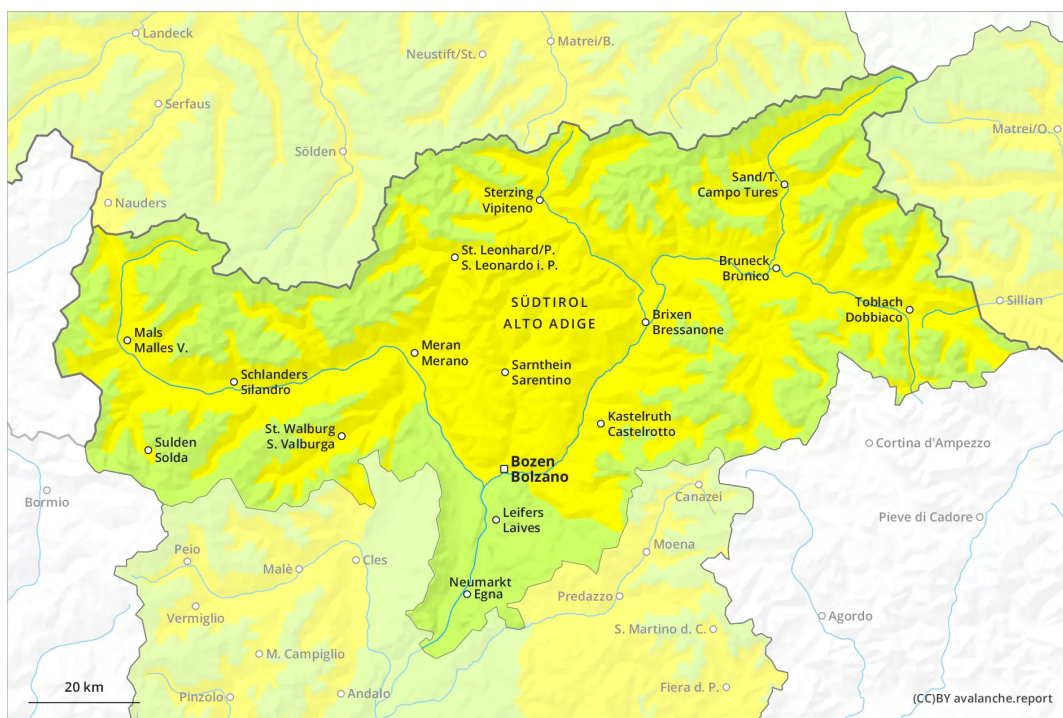 Landeck
Matrei/B.
Neustift/St.
Serfaus
Matrei/O.
Sölden
Sand/T.
Campo Tures
Sterzing
Vipiteno
Nauders
St. Leonhard/P.
S. Leonardo i. P.
Bruneck
Brunico
SÜDTIROL
ALTO ADIGE
Toblach
Dobbiaco
Sillian
Brixen
Bressanone
Mals
Malles V.
Meran
Merano
Sarnthein
Sarentino
Schlanders
Silandro
Kastelruth
Castelrotto
St. Walburg
S. Valburga
Sulden
Solda
Cortina d'Ampezzo
Bozen
Bolzano
Canazei
Bormio
Leifers
Laives
Pieve di Cadore
Moena
Peio
Cles
Malè
Neumarkt
Egna
Predazzo
Vermiglio
Agordo
S. Martino d. C.
M. Campiglio
20 km
Pinzolo
Andalo
Fiera d. P.
(CC)BY avalanche.report